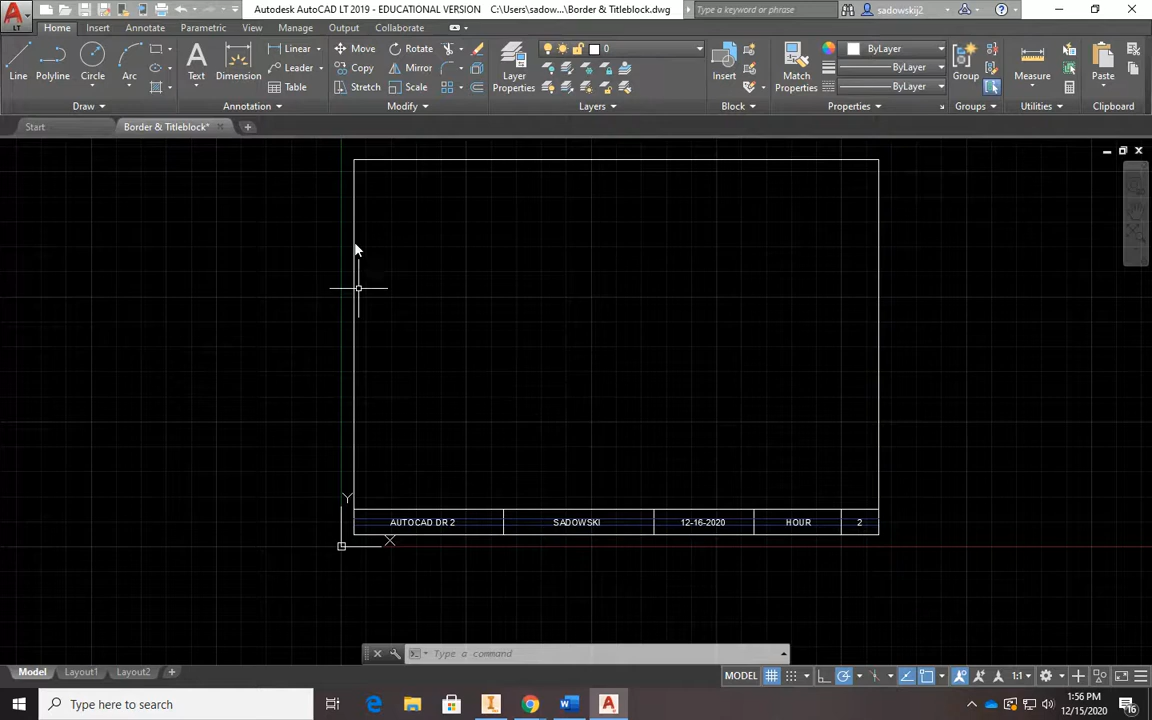 Autodesk AutoCAD LT 2019 - EDUCATIONAL VERSION C:\Users\sadow...\Border & Titleblock.dwg
Type a keyword or phrase
sadowskij2
LT
Home Insert Annotate Parametric View Manage Output Collaborate
Line Polyline Circle Arc
Text Dimension
Linear
Leader
Table
Move Rotate
Copy Mirror
Stretch Scale
Layer Properties
0
Insert
Match Properties
ByLayer
ByLayer
ByLayer
Group
Measure
Paste
Draw Annotation Modify Layers Block Properties Groups Utilities Clipboard
Start Border & Titleblock*
Y
X
AUTOCAD DR 2 SADOWSKI 12-16-2020 HOUR 2
Type a command
Model Layout1 Layout2
MODEL 1:1
Type here to search
1:56 PM
12/15/2020
16